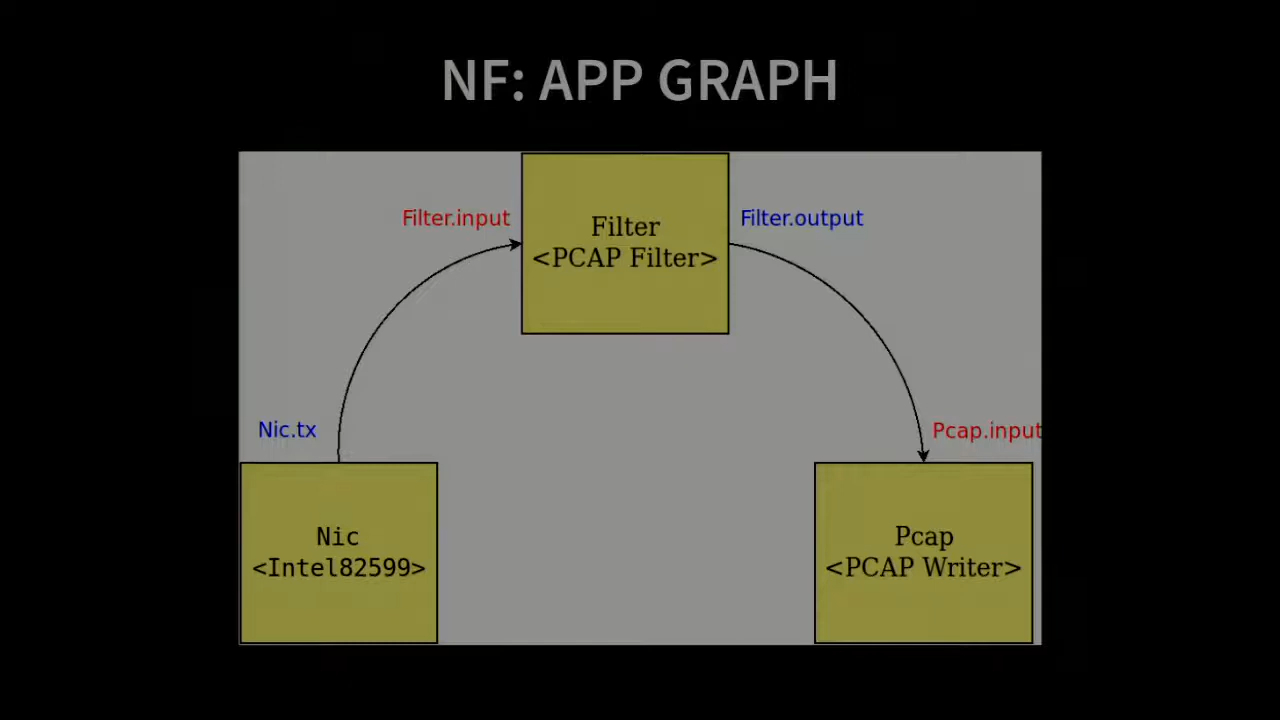 NF: APP GRAPH
Filter.input
Filter
<PCAP Filter>
Filter.output
Nic.tx
Pcap.input
Nic
<Intel82599>
Pcap
<PCAP Writer>